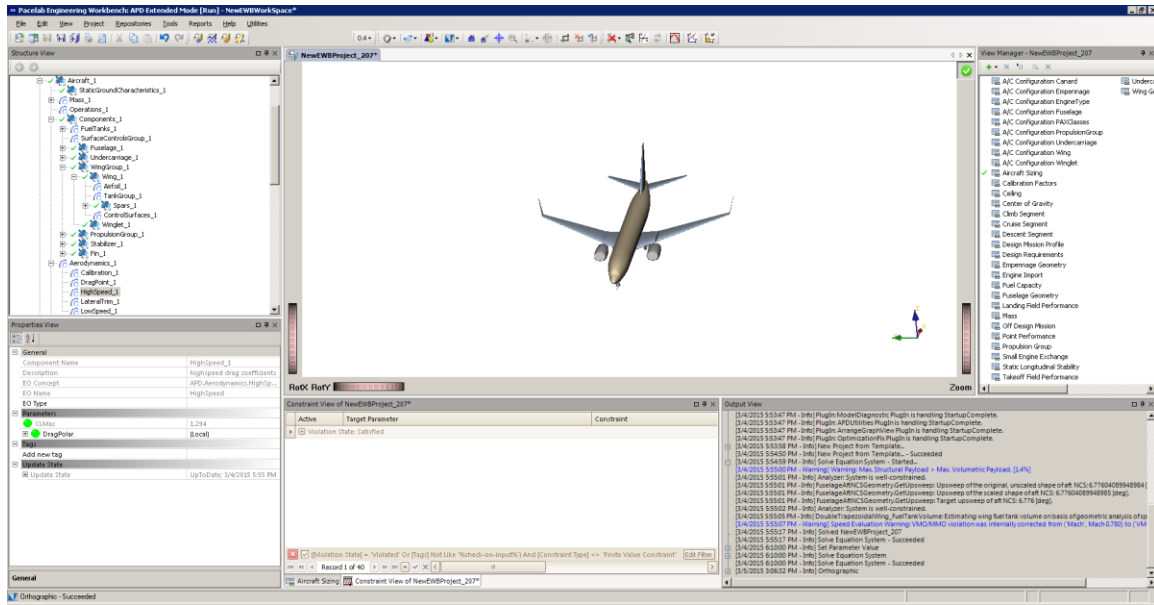 Pacelab Engineering Workbench: APD Extended Mode [Run] - NewEWBWorkSpace*
File Edit View Project Repositories Tools Reports Help Utilities
Structure View
Aircraft_1
StaticGroundCharacteristics_1
Mass_1
Operations_1
Components_1
FuelTanks_1
SurfaceControlsGroup_1
Fuselage_1
Undercarriage_1
WingGroup_1
Wing_1
Airfoil_1
TankGroup_1
Spars_1
ControlSurfaces_1
Winglet_1
PropulsionGroup_1
Stabilizer_1
Fin_1
Aerodynamics_1
Calibration_1
DragPoint_1
HighSpeed_1
LateralTrim_1
LowSpeed_1
Properties View
General
Component Name HighSpeed_1
Description highspeed drag coefficients
EO Concept APD.Aerodynamics.HighSp...
EO Name HighSpeed
EO Type
Parameters
CLMax 1.294
DragPolar (Local)
Tags
Add new tag
Update State
Update State UpToDate; 3/4/2015 5:55 PM
General
Orthographic - Succeeded
NewEWBProject_207*
RotX RotY
Zoom
Constraint View of NewEWBProject_207*
Active Target Parameter Constraint
Violation State: Satisfied
([Violation State] = 'Violated' Or [Tags] Not Like '%check-on-input%') And [Constraint Type] <> 'Finite Value Constraint' Edit Filter
Record 1 of 40
Aircraft Sizing Constraint View of NewEWBProject_207*
View Manager - NewEWBProject_207
A/C Configuration Canard
A/C Configuration Empennage
A/C Configuration EngineType
A/C Configuration Fuselage
A/C Configuration PAXClasses
A/C Configuration PropulsionGroup
A/C Configuration Undercarriage
A/C Configuration Wing
A/C Configuration Winglet
Aircraft Sizing
Calibration Factors
Ceiling
Center of Gravity
Climb Segment
Cruise Segment
Descent Segment
Design Mission Profile
Design Requirements
Empennage Geometry
Engine Import
Fuel Capacity
Fuselage Geometry
Landing Field Performance
Mass
Off Design Mission
Point Performance
Propulsion Group
Small Engine Exchange
Static Longitudinal Stability
Takeoff Field Performance
Underca
Wing Ge
Output View
[3/4/2015 5:53:47 PM - Info] PlugIn: ModelDiagnostic PlugIn is handling StartupComplete.
[3/4/2015 5:53:47 PM - Info] PlugIn: APDUtilities PlugIn is handling StartupComplete.
[3/4/2015 5:53:47 PM - Info] PlugIn: ArrangeGraphView PlugIn is handling StartupComplete.
[3/4/2015 5:53:47 PM - Info] PlugIn: OptimizationFix PlugIn is handling StartupComplete.
[3/4/2015 5:53:58 PM - Info] New Project from Template...
[3/4/2015 5:54:50 PM - Info] New Project from Template... - Succeeded
[3/4/2015 5:54:59 PM - Info] Solve Equation System - Started...
[3/4/2015 5:55:00 PM - Warning] Warning: Max. Structural Payload > Max. Volumetric Payload. [1.4%]
[3/4/2015 5:55:01 PM - Info] Analyzer: System is well-constrained.
[3/4/2015 5:55:01 PM - Info] FuselageAftNCSGeometry.GetUpsweep: Upsweep of the original, unscaled shape of aft NCS: 6.77604089948984 [
[3/4/2015 5:55:01 PM - Info] FuselageAftNCSGeometry.GetUpsweep: Upsweep of the scaled shape of aft NCS: 6.77604089948985 [deg].
[3/4/2015 5:55:01 PM - Info] FuselageAftNCSGeometry.GetUpsweep: Target upsweep of aft NCS: 6.776 [deg].
[3/4/2015 5:55:02 PM - Info] Analyzer: System is well-constrained.
[3/4/2015 5:55:05 PM - Info] DoubleTrapezoidalWing_FuelTankVolume: Estimating wing fuel tank volume on basis of geometric analysis of sp
[3/4/2015 5:55:07 PM - Warning] Speed Evaluation Warning: VMO/MMO violation was internally corrected from ('Mach', Mach 0.780) to ('VM
[3/4/2015 5:55:17 PM - Info] Solved NewEWBProject_207
[3/4/2015 5:55:17 PM - Info] Solve Equation System - Succeeded
[3/4/2015 6:10:00 PM - Info] Set Parameter Value
[3/4/2015 6:10:00 PM - Info] Solve Equation System
[3/4/2015 6:10:00 PM - Info] Solve Equation System - Succeeded
[3/5/2015 3:06:32 PM - Info] Orthographic